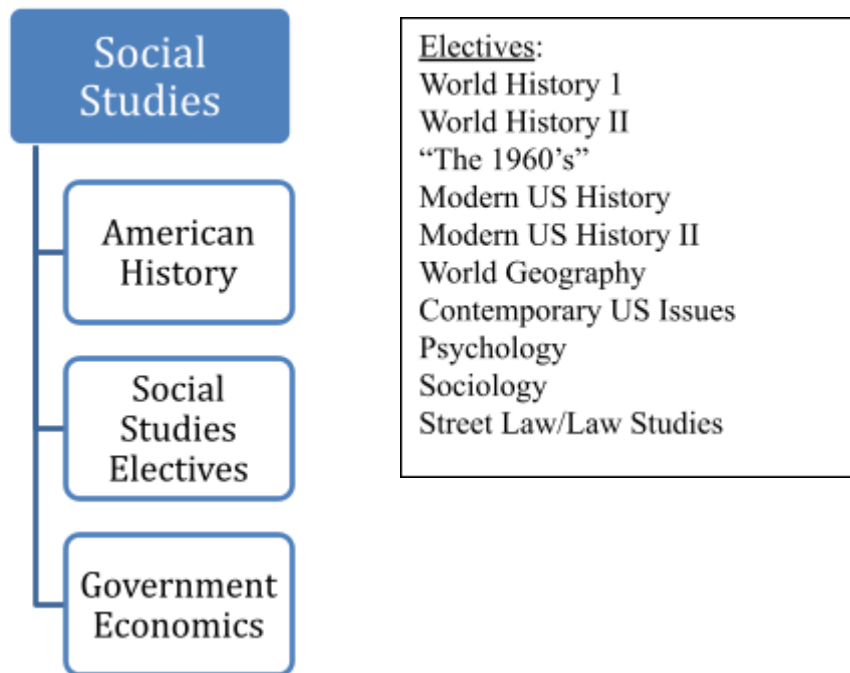 Social
Studies
American
History
Social
Studies
Electives
Government
Economics
Electives:
World History 1
World History II
“The 1960’s”
Modern US History
Modern US History II
World Geography
Contemporary US Issues
Psychology
Sociology
Street Law/Law Studies